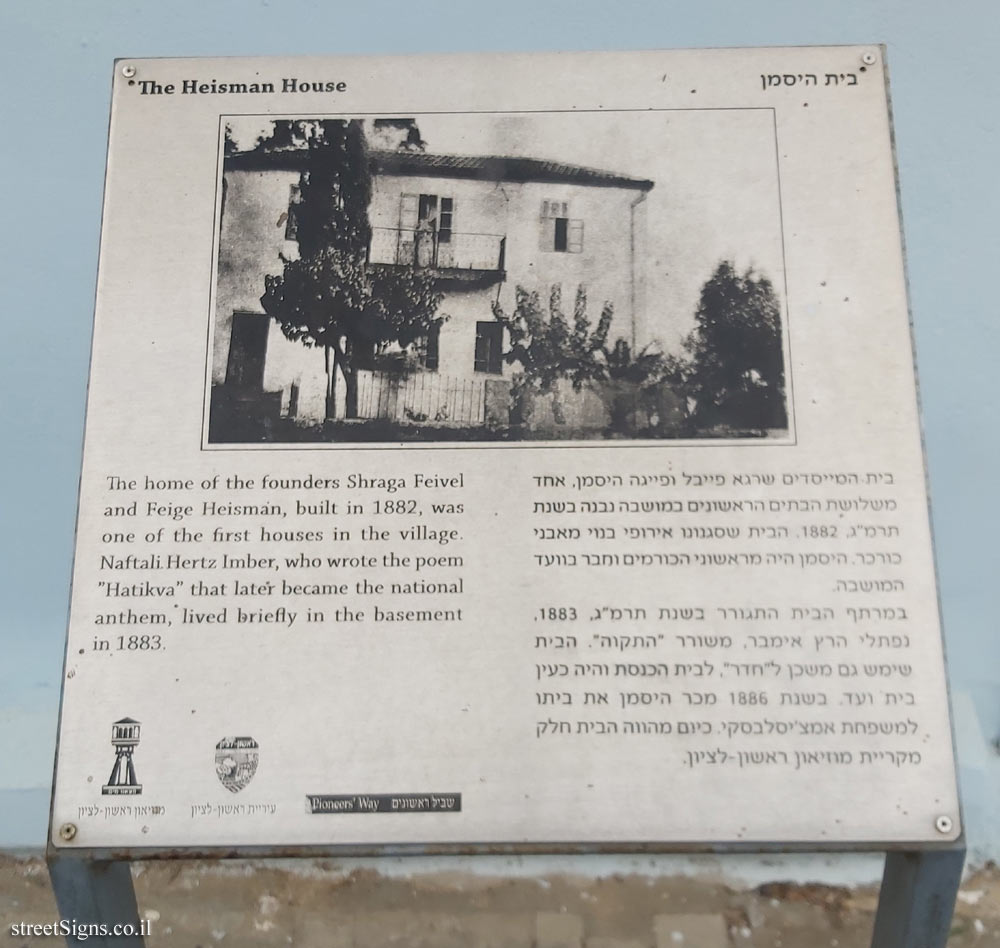 The Heisman House
בית היסמן
The home of the founders Shraga Feivel
and Feige Heisman, built in 1882, was
one of the first houses in the village.
Naftali Hertz Imber, who wrote the poem
"Hatikva" that later became the national
anthem, lived briefly in the basement
in 1883.
בית המייסדים שרגא פייבל ופייגה היסמן, אחד
משלושת הבתים הראשונים במושבה נבנה בשנת
תרמ"ג, 1882. הבית שסגנונו אירופי בנוי מאבני
כורכר. היסמן היה מראשוני הכורמים וחבר בוועד
המושבה.
במרתף הבית התגורר בשנת תרמ"ג, 1883,
נפתלי הרץ אימבר, משורר "התקוה". הבית
שימש גם משכן ל"חדר", לבית הכנסת והיה כעין
בית ועד. בשנת 1886 מכר היסמן את ביתו
למשפחת אמצ'יסלבסקי. כיום מהווה הבית חלק
מקריית מוזיאון ראשון-לציון.
ראשון-לציון
מוזיאון ראשון-לציון
עיריית ראשון-לציון
Pioneers' Way שביל ראשונים
streetSigns.co.il